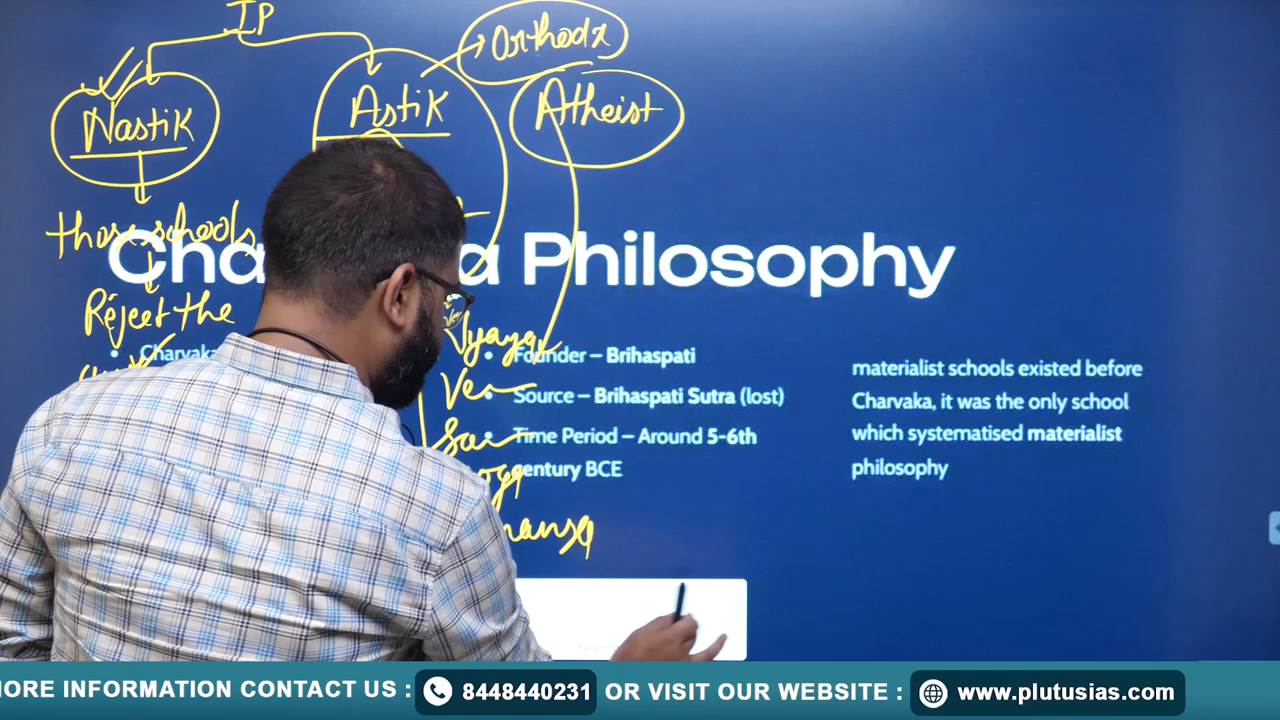 IP
Orthodx
Nastik
Astik
Atheist
those schools
Philosophy
Reject the
Nyaya
Charvaka
Founder – Brihaspati
Source – Brihaspati Sutra (lost)
Time Period – Around 5-6th
century BCE
materialist schools existed before
Charvaka, it was the only school
which systematised materialist
philosophy
MORE INFORMATION CONTACT US :
8448440231
OR VISIT OUR WEBSITE :
www.plutusias.com